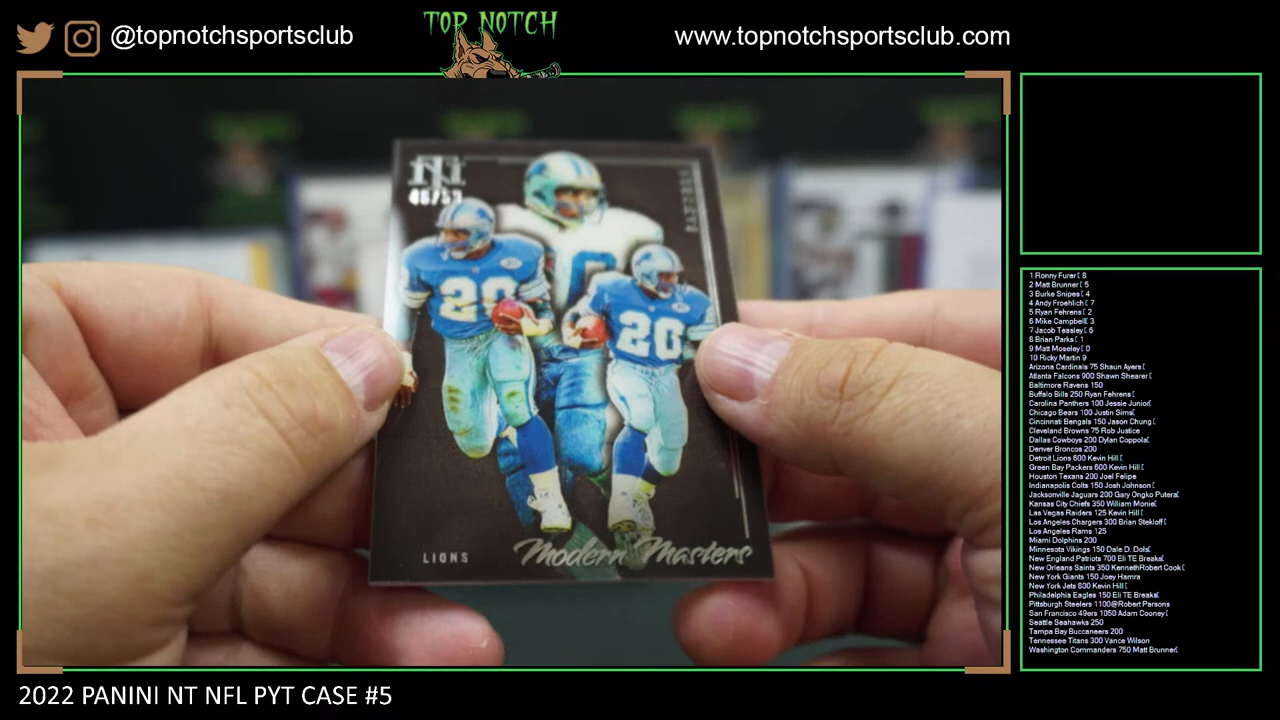 @topnotchsportsclub
TOP NOTCH
www.topnotchsportsclub.com
NT
SANDERS
20
20
LIONS
Modern Masters
1 Ronny Furer[ 8
2 Matt Brunner[ 5
3 Burke Snipes[ 4
4 Andy Froehlich[ 7
5 Ryan Fehrens[ 2
6 Mike Campbell[ 3
7 Jacob Teasley[ 6
8 Brian Parks[ 1
9 Matt Moseley[ 0
10 Ricky Martin 9
Arizona Cardinals 75 Shaun Ayers[
Atlanta Falcons 900 Shawn Shearer[
Baltimore Ravens 150
Buffalo Bills 250 Ryan Fehrens[
Carolina Panthers 100 Jessie Junior[
Chicago Bears 100 Justin Sims[
Cincinnati Bengals 150 Jason Chung[
Cleveland Browns 75 Rob Justice
Dallas Cowboys 200 Dylan Coppola[
Denver Broncos 200
Detroit Lions 600 Kevin Hill[
Green Bay Packers 600 Kevin Hill[
Houston Texans 200 Joel Felipe
Indianapolis Colts 150 Josh Johnson[
Jacksonville Jaguars 200 Gary Ongko Putera[
Kansas City Chiefs 350 William Monie[
Las Vegas Raiders 125 Kevin Hill[
Los Angeles Chargers 300 Brian Stekloff[
Los Angeles Rams 125
Miami Dolphins 200
Minnesota Vikings 150 Dale D. Dols[
New England Patriots 700 Eli TE Breaks[
New Orleans Saints 350 KennethRobert Cook[
New York Giants 150 Joey Hamra
New York Jets 800 Kevin Hill[
Philadelphia Eagles 150 Eli TE Breaks[
Pittsburgh Steelers 1100@Robert Parsons
San Francisco 49ers 1050 Adam Cooney[
Seattle Seahawks 250
Tampa Bay Buccaneers 200
Tennessee Titans 300 Vance Wilson
Washington Commanders 750 Matt Brunner[
2022 PANINI NT NFL PYT CASE #5